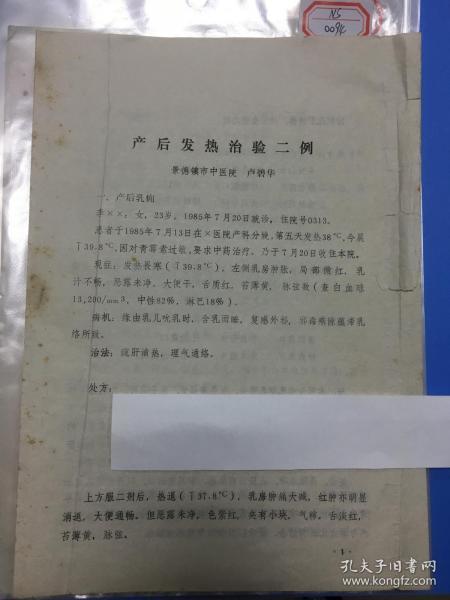 NS
0094
产后发热治验二例
景德镇市中医院 卢
一、产后乳痈
李××,女,23岁,1985年7月20日就诊,住院号0313。
患者于1985年7月13日在×医院产科分娩,第五天发热38℃,今晨
T39.8℃,因对青霉素过敏,要求中药治疗,乃于7月20日收住本院。
现症:发热畏寒(T39.8℃),左侧乳房肿胀,局部微红,乳
汁不畅,恶露未净,大便干,舌质红,苔薄黄,脉弦数(查白血球
13,200/mm3,中性82%,淋巴18%)。
病机:缘由乳儿吮乳时,含乳而睡,复感外邪,邪毒蕴滞乳
络所致。
治法:疏肝清热,理气通络。
处方:
上方服二剂后,热退(T37.8℃),乳房肿痛大减,红肿亦明显
消退,大便通畅。但恶露未净,色紫红,夹有小块,气秽,舌淡红,
苔薄黄,脉弦。
·1·
孔夫子旧书网
www.kongfz.com